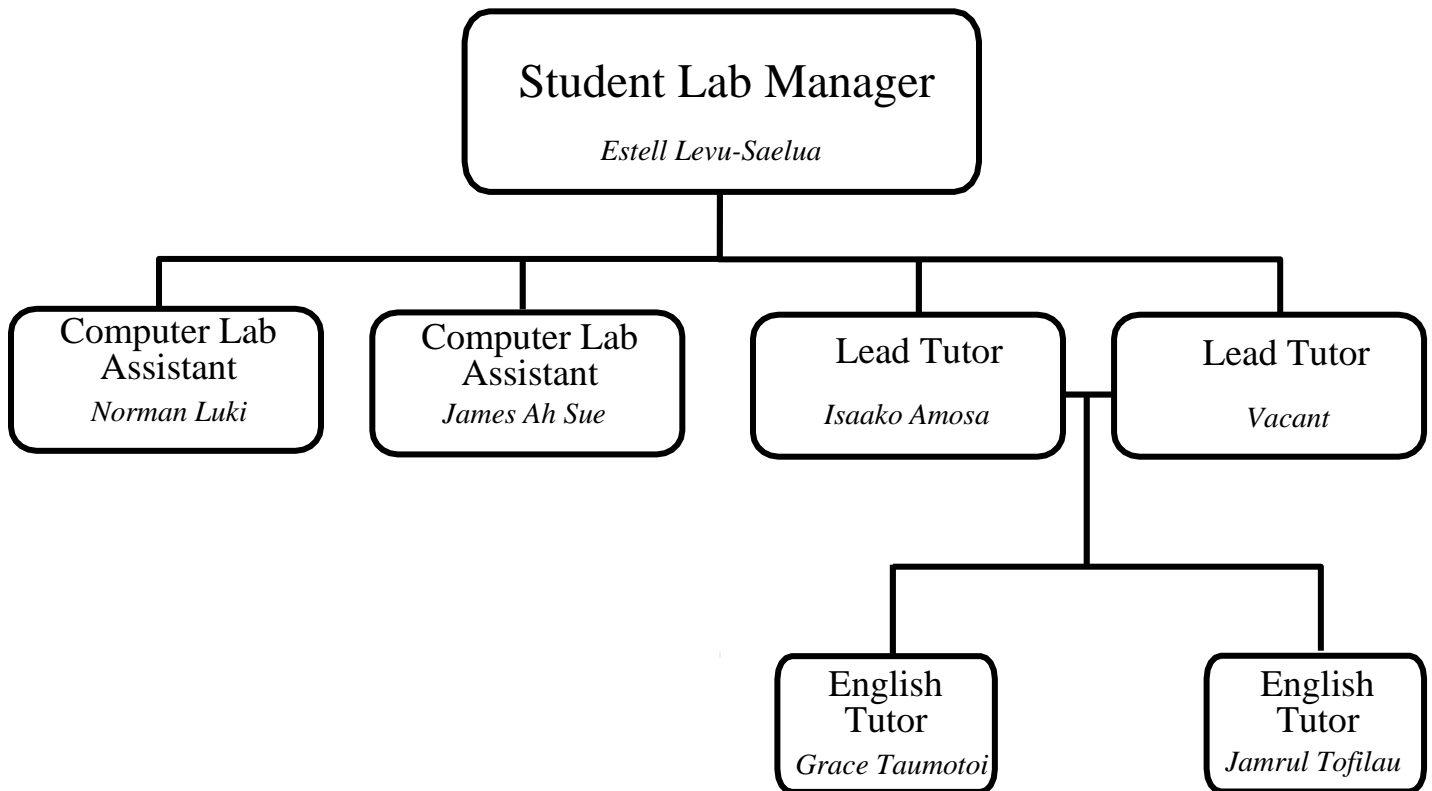 Student Lab Manager
Estell Levu-Saelua
Computer Lab
Assistant
Norman Luki
Computer Lab
Assistant
James Ah Sue
Lead Tutor
Isaako Amosa
Lead Tutor
Vacant
English
Tutor
Grace Taumotoi
English
Tutor
Jamrul Tofilau